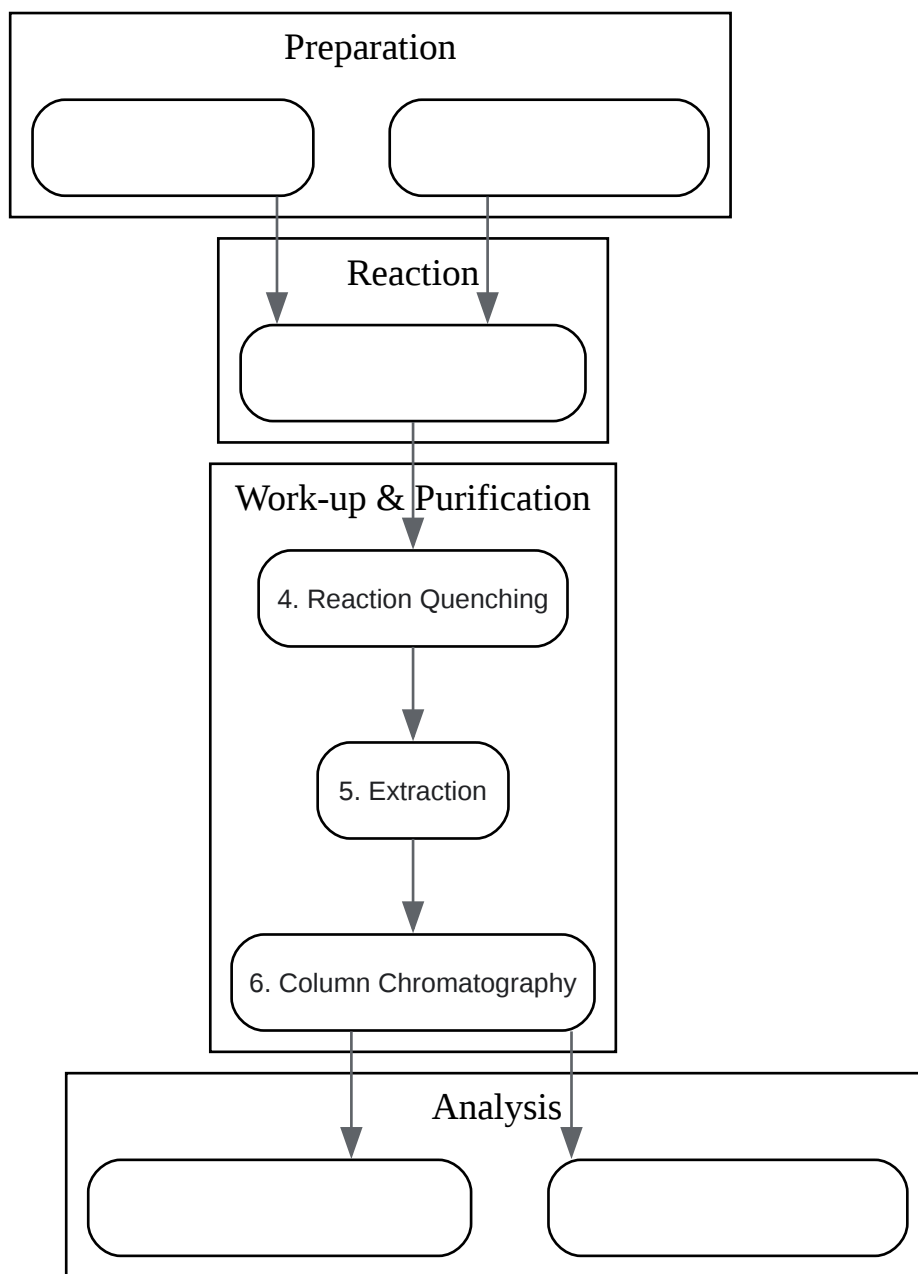 Preparation
Reaction
Work-up & Purification
4. Reaction Quenching
5. Extraction
6. Column Chromatography
Analysis